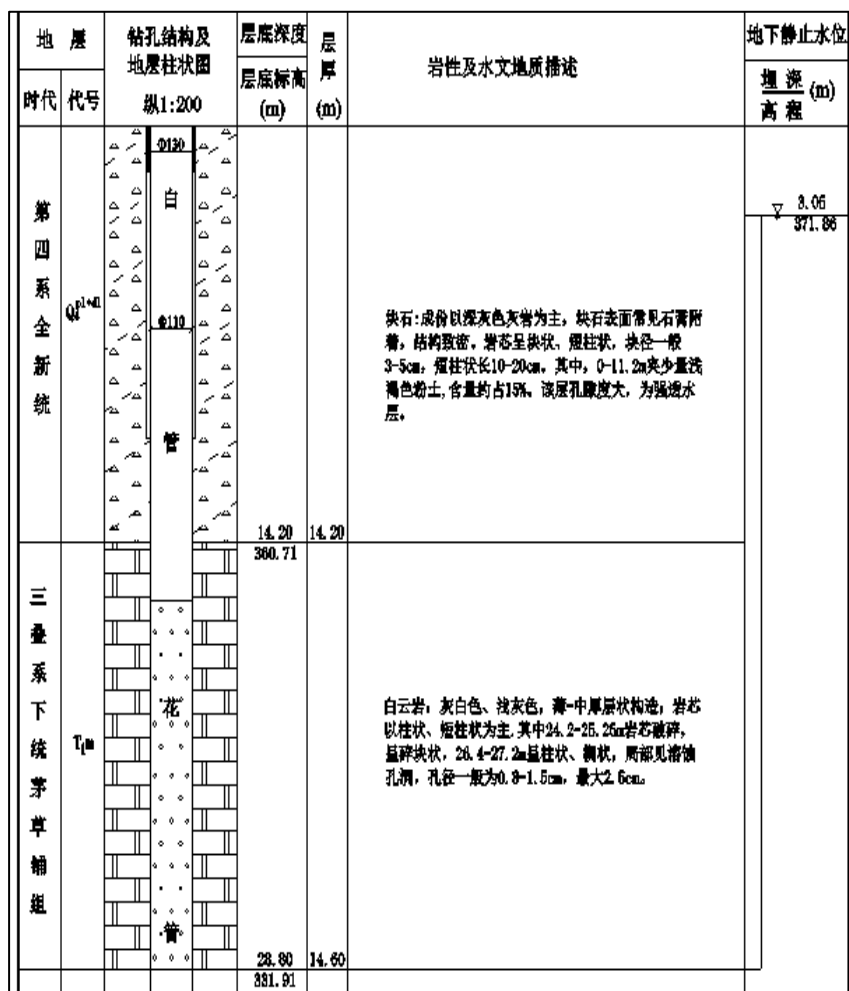 地 层
钻孔结构及
地层柱状图
纵1:200
层底深度
层底标高
(m)
层
厚
(m)
岩性及水文地质描述
地下静止水位
埋 深
高 程
(m)
时代
代号
第四系全新统
Q4 pl+dl
Φ130
白
Φ110
管
块石:成份以深灰色灰岩为主，块石表面常见石膏附
着，结构致密。岩芯呈块状、短柱状，块径一般
3-5cm，短柱状长10-20cm，其中，0-11.2m夹少量浅
褐色粉土,含量约占15%。该层孔隙度大，为强透水
层。
3.05
371.86
14.20
14.20
360.71
三叠系下统茅草铺组
T1m
花
管
白云岩：灰白色、浅灰色，薄-中厚层状构造；岩芯
以柱状、短柱状为主,其中24.2-25.25m岩芯破碎，
呈碎块状，26.4-27.2m呈柱状、
状，局部见溶蚀
孔洞，孔径一般为0.8-1.5cm，最大2.5cm。
28.80
14.60
331.91